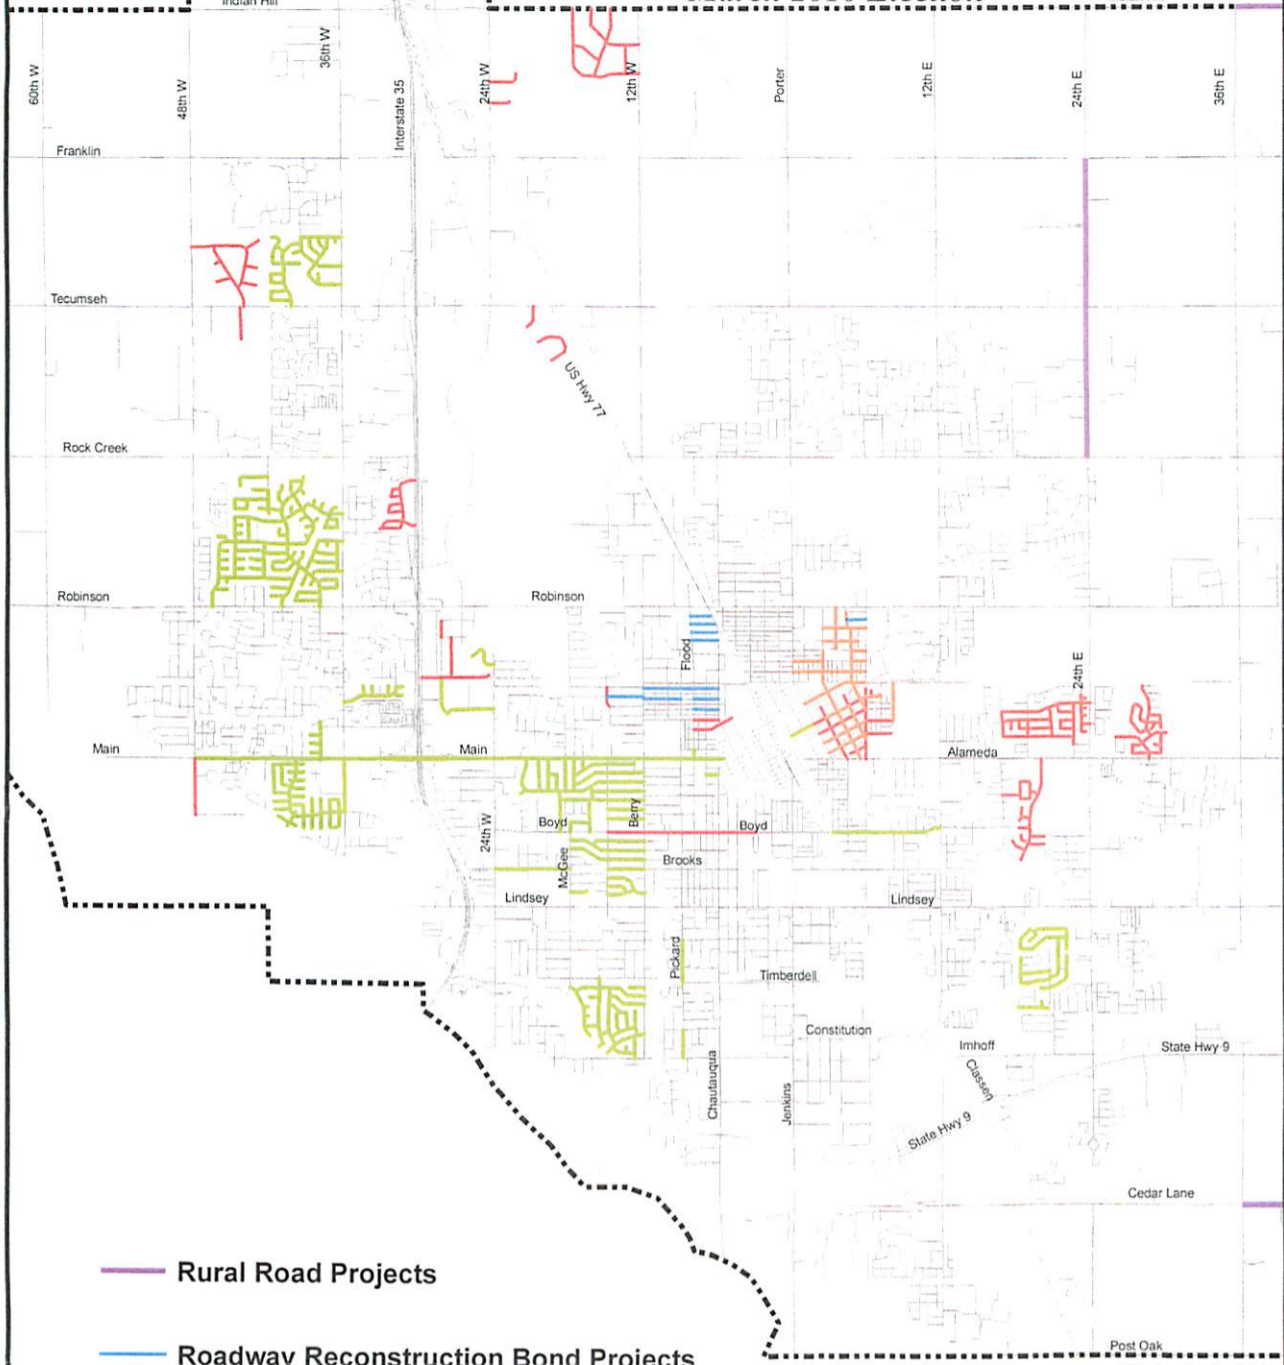 Indian Hill
March 2010 Election
60th W
48th W
36th W
Interstate 35
24th W
12th W
Porter
12th E
24th E
36th E
Franklin
Tecumseh
US Hwy 77
Rock Creek
Robinson
Robinson
Flood
24th E
Main
Main
Alameda
24th W
Boyd
McGee
Berry
Boyd
Brooks
Lindsey
Lindsey
Pickard
Timberdell
Constitution
Imhoff
State Hwy 9
Classen
Chautauqua
Jenkins
State Hwy 9
Cedar Lane
Rural Road Projects
Roadway Reconstruction Bond Projects
Post Oak